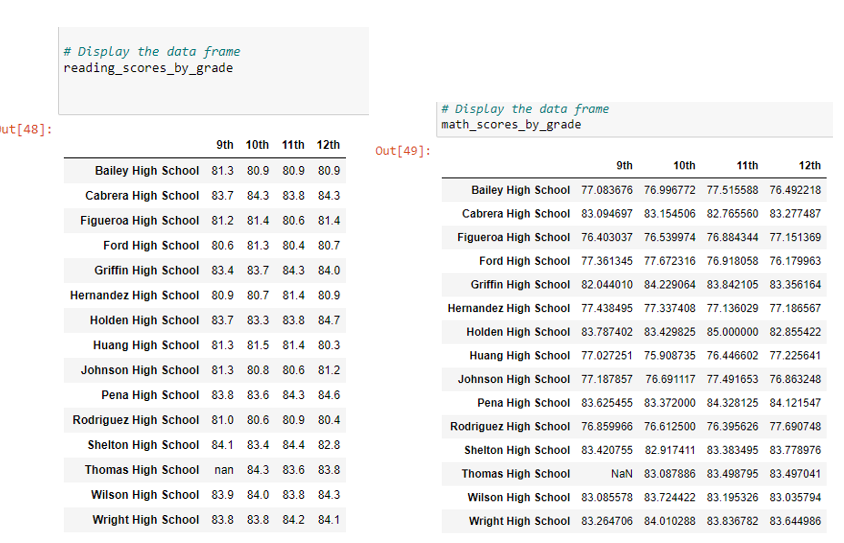 # Display the data frame
reading_scores_by_grade
Out[48]:
9th 10th 11th 12th
Bailey High School 81.3 80.9 80.9 80.9
Cabrera High School 83.7 84.3 83.8 84.3
Figueroa High School 81.2 81.4 80.6 81.4
Ford High School 80.6 81.3 80.4 80.7
Griffin High School 83.4 83.7 84.3 84.0
Hernandez High School 80.9 80.7 81.4 80.9
Holden High School 83.7 83.3 83.8 84.7
Huang High School 81.3 81.5 81.4 80.3
Johnson High School 81.3 80.8 80.6 81.2
Pena High School 83.8 83.6 84.3 84.6
Rodriguez High School 81.0 80.6 80.9 80.4
Shelton High School 84.1 83.4 84.4 82.8
Thomas High School nan 84.3 83.6 83.8
Wilson High School 83.9 84.0 83.8 84.3
Wright High School 83.8 83.8 84.2 84.1
# Display the data frame
math_scores_by_grade
Out[49]:
9th 10th 11th 12th
Bailey High School 77.083676 76.996772 77.515588 76.492218
Cabrera High School 83.094697 83.154506 82.765560 83.277487
Figueroa High School 76.403037 76.539974 76.884344 77.151369
Ford High School 77.361345 77.672316 76.918058 76.179963
Griffin High School 82.044010 84.229064 83.842105 83.356164
Hernandez High School 77.438495 77.337408 77.136029 77.186567
Holden High School 83.787402 83.429825 85.000000 82.855422
Huang High School 77.027251 75.908735 76.446602 77.225641
Johnson High School 77.187857 76.691117 77.491653 76.863248
Pena High School 83.625455 83.372000 84.328125 84.121547
Rodriguez High School 76.859966 76.612500 76.395626 77.690748
Shelton High School 83.420755 82.917411 83.383495 83.778976
Thomas High School NaN 83.087886 83.498795 83.497041
Wilson High School 83.085578 83.724422 83.195326 83.035794
Wright High School 83.264706 84.010288 83.836782 83.644986